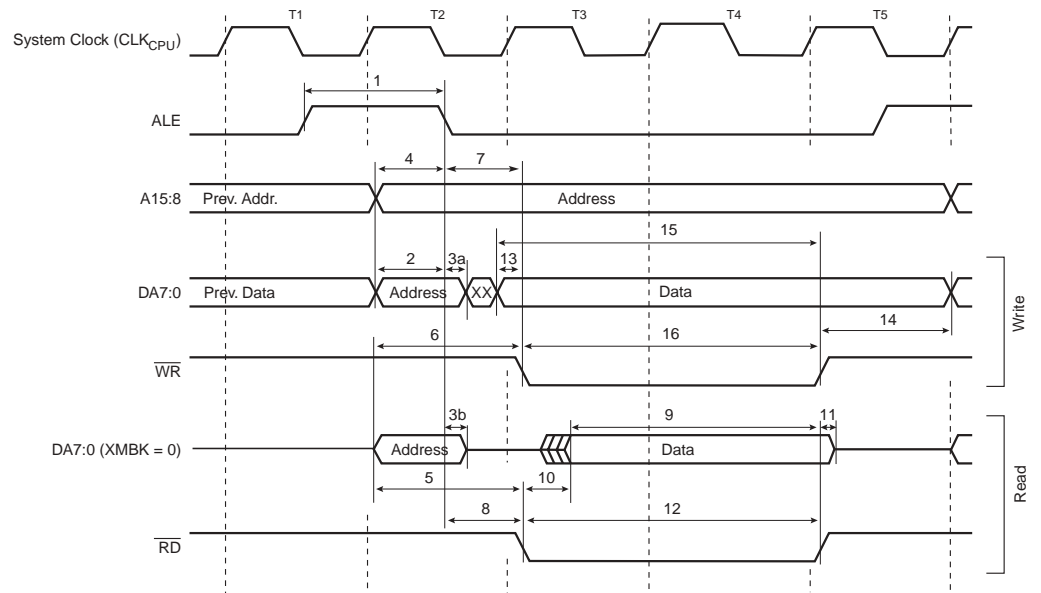 T1 T2 T3 T4 T5
System Clock (CLKCPU)
1
ALE
4 7
A15:8 Prev. Addr. Address
15
2 3a 13
DA7:0 Prev. Data Address XX Data
14
6 16
WR
Write
3b 9 11
DA7:0 (XMBK = 0) Address Data
5 10
8 12
RD
Read